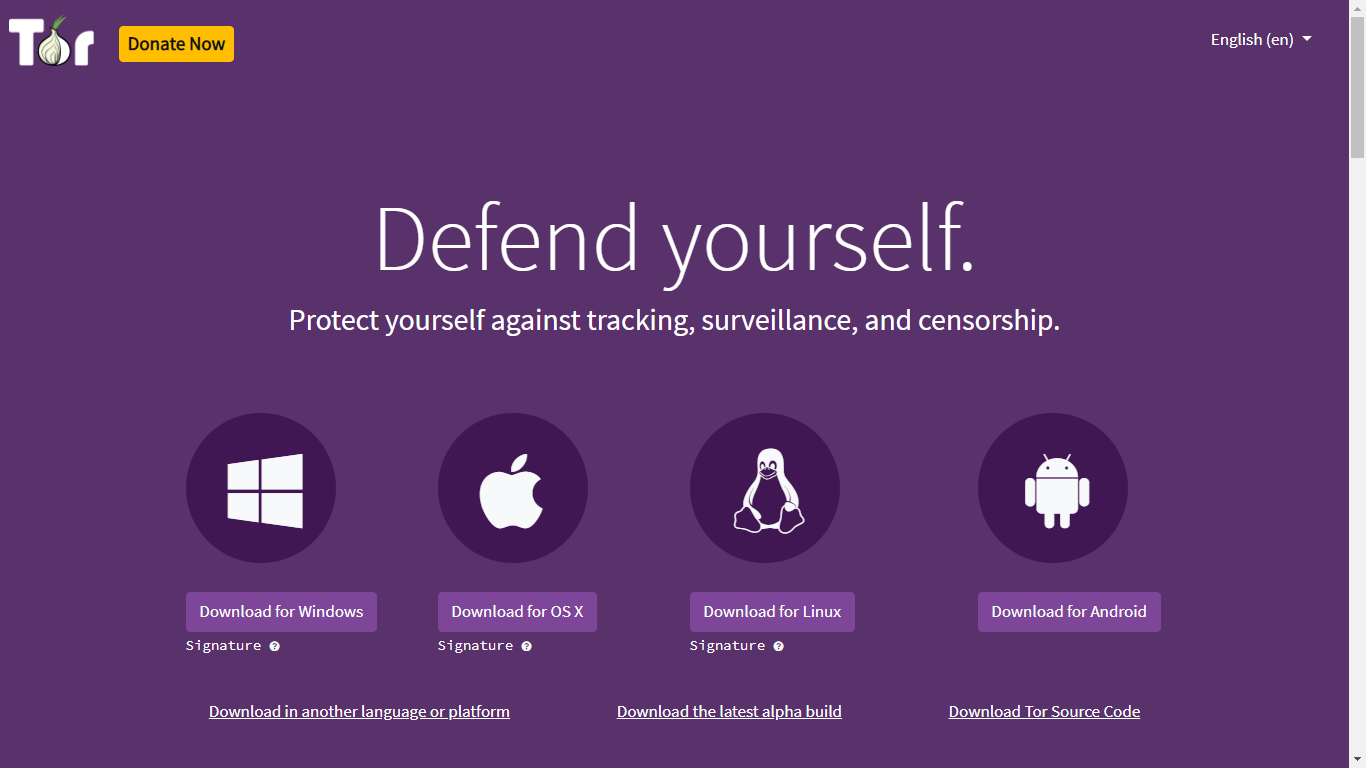 Tor
Donate Now
English (en)
Defend yourself.
Protect yourself against tracking, surveillance, and censorship.
Download for Windows
Download for OS X
Download for Linux
Download for Android
Signature ?
Signature ?
Signature ?
Download in another language or platform
Download the latest alpha build
Download Tor Source Code